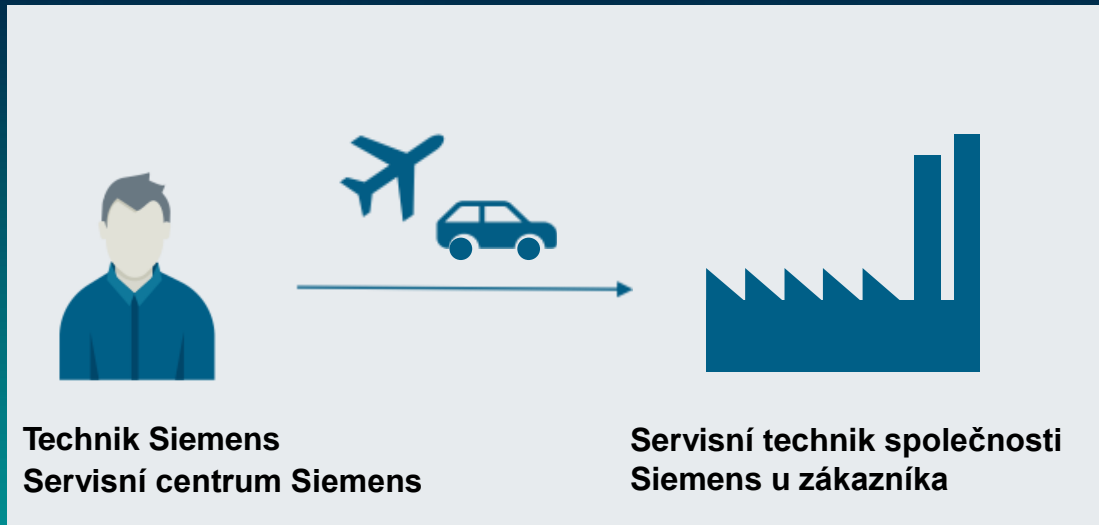 Technik Siemens
Servisní centrum Siemens
Servisní technik společnosti
Siemens u zákazníka